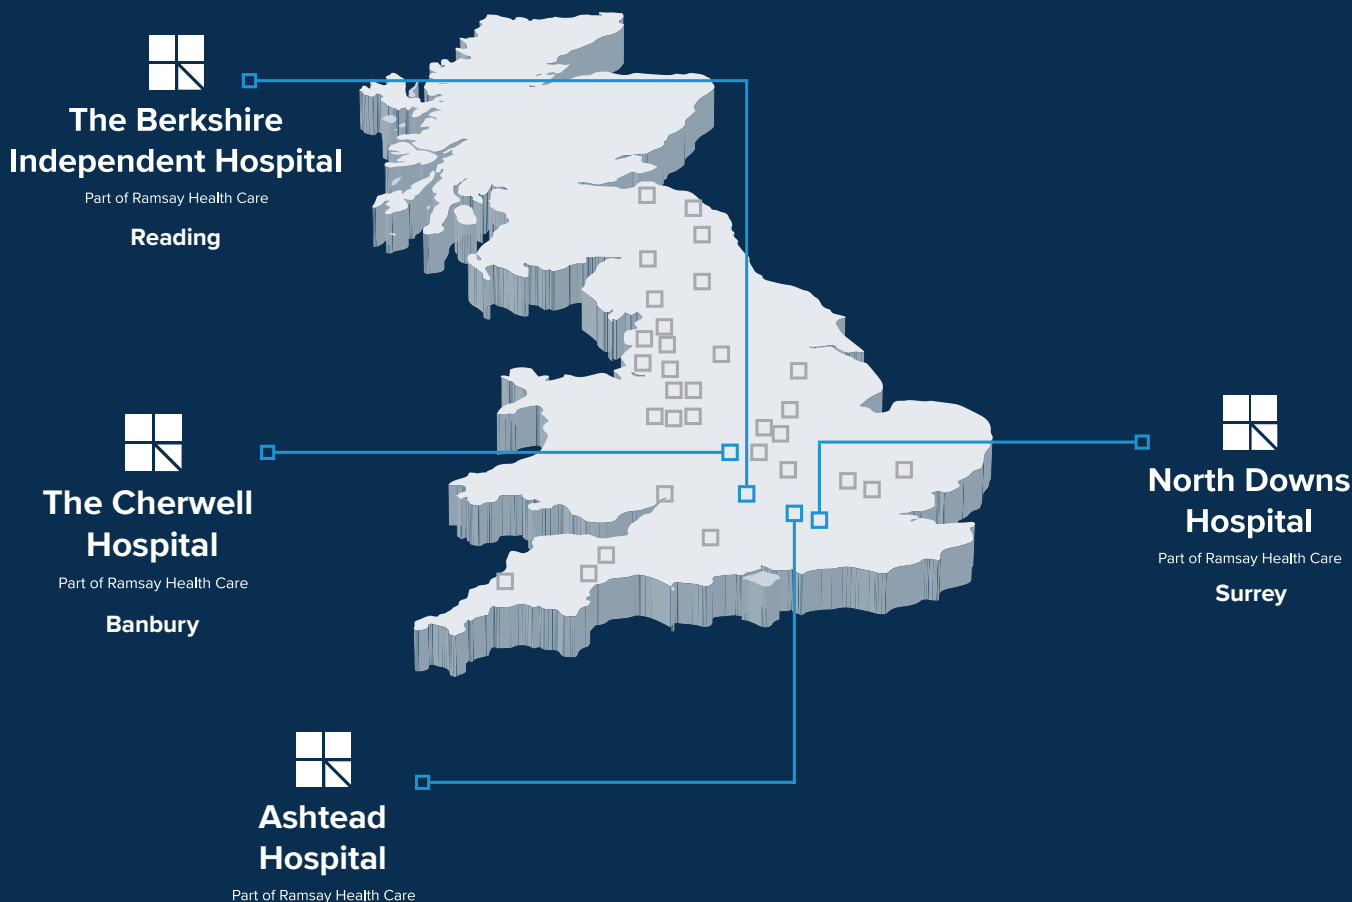 The Berkshire
Independent Hospital
Part of Ramsay Health Care
Reading
The Cherwell
Hospital
Part of Ramsay Health Care
Banbury
North Downs
Hospital
Part of Ramsay Health Care
Surrey
Ashtead
Hospital
Part of Ramsay Health Care